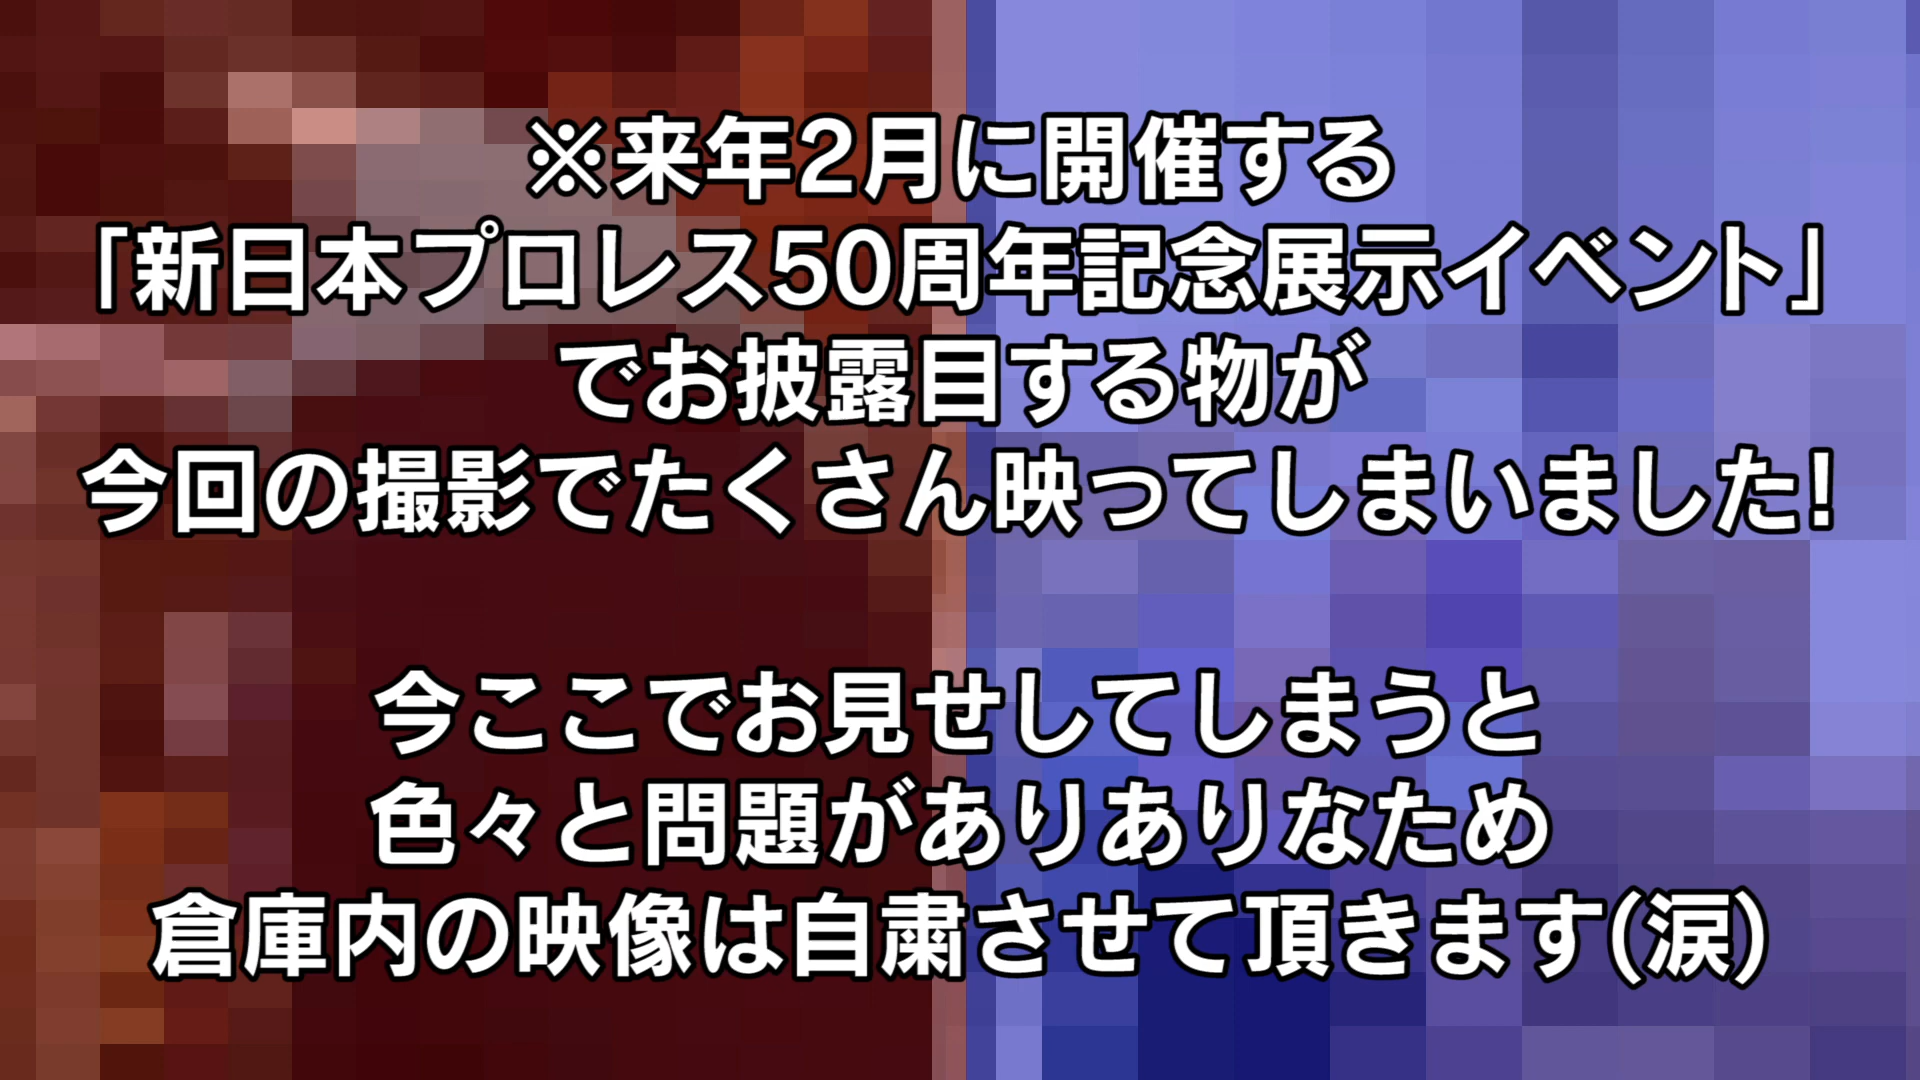 ※来年2月に開催する
「新日本プロレス50周年記念展示イベント」
でお披露目する物が
今回の撮影でたくさん映ってしまいました!
今ここでお見せしてしまうと
色々と問題がありありなため
倉庫内の映像は自粛させて頂きます(涙)